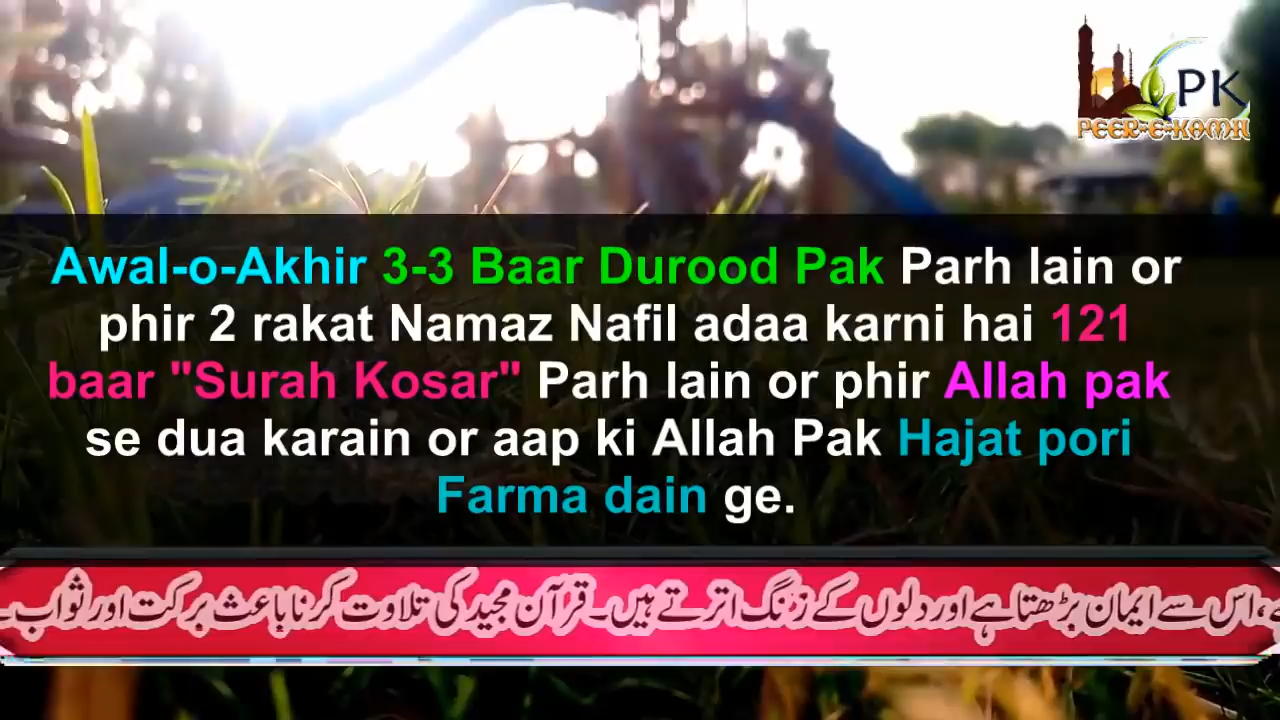 PK
PEER-E-KAMIL
Awal-o-Akhir 3-3 Baar Durood Pak Parh lain or
phir 2 rakat Namaz Nafil adaa karni hai 121
baar "Surah Kosar" Parh lain or phir Allah pak
se dua karain or aap ki Allah Pak Hajat pori
Farma dain ge.
،اس سے ایمان بڑھتا ہے اور دلوں کے زنگ اترتے ہیں۔ قرآن مجید کی تلاوت کرنا باعث برکت اور ثواب